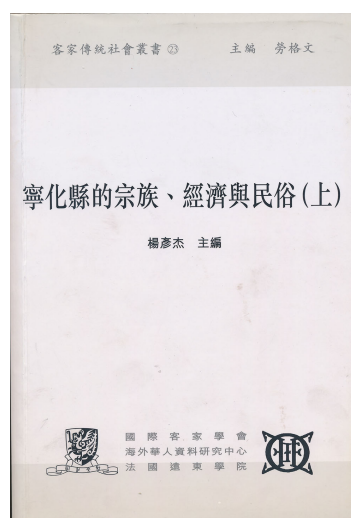 客家傳統社會叢書㉓ 主編 勞格文
寧化縣的宗族、經濟與民俗(上)
楊彥杰 主編
國際客家學會
海外華人資料研究中心
法國遠東學院